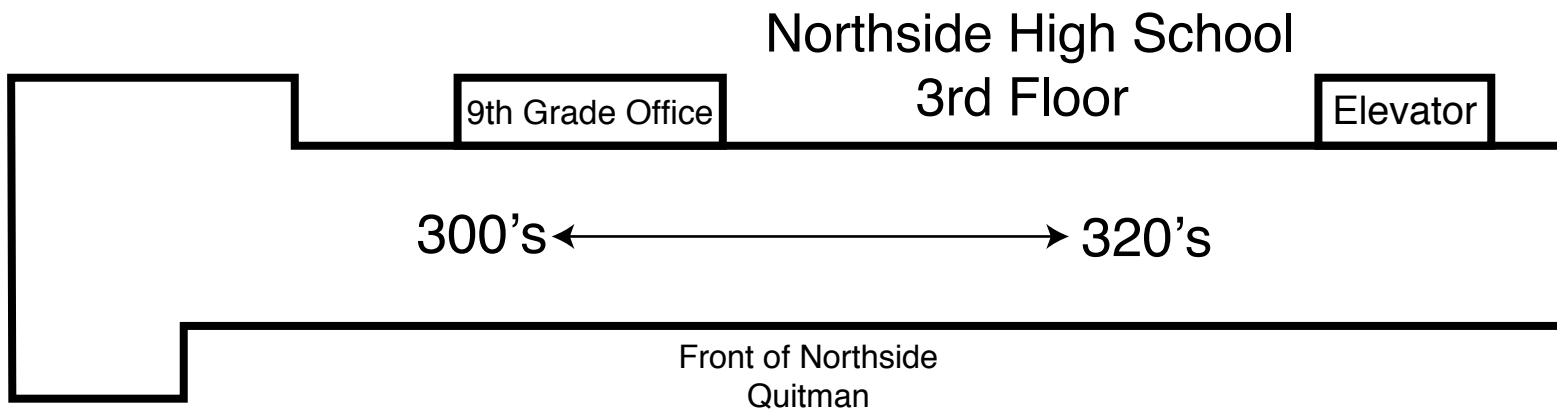 Northside High School
3rd Floor
9th Grade Office
Elevator
300’s
320’s
Front of Northside
Quitman